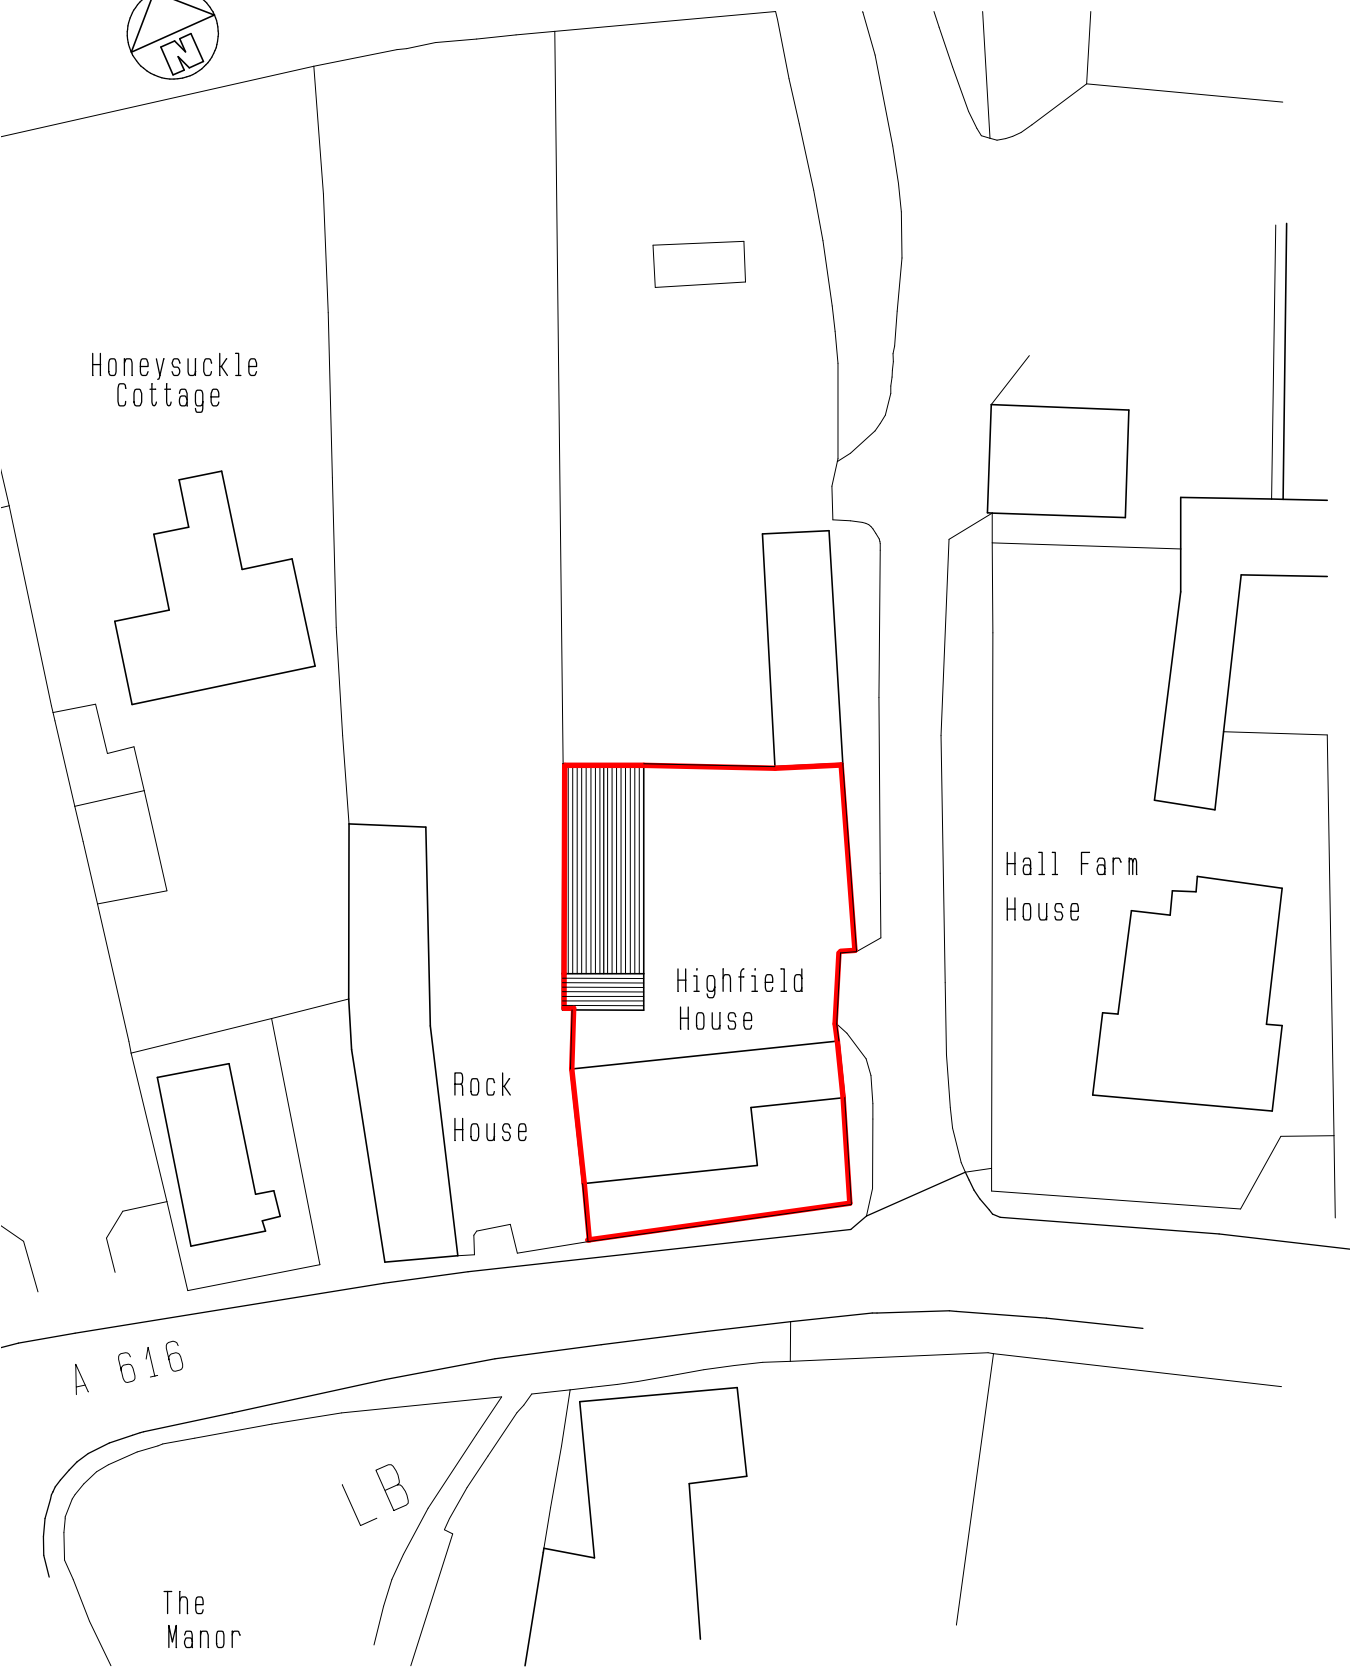 N
Honeysuckle
Cottage
Hall Farm
House
Highfield
House
Rock
House
A 616
LB
The
Manor